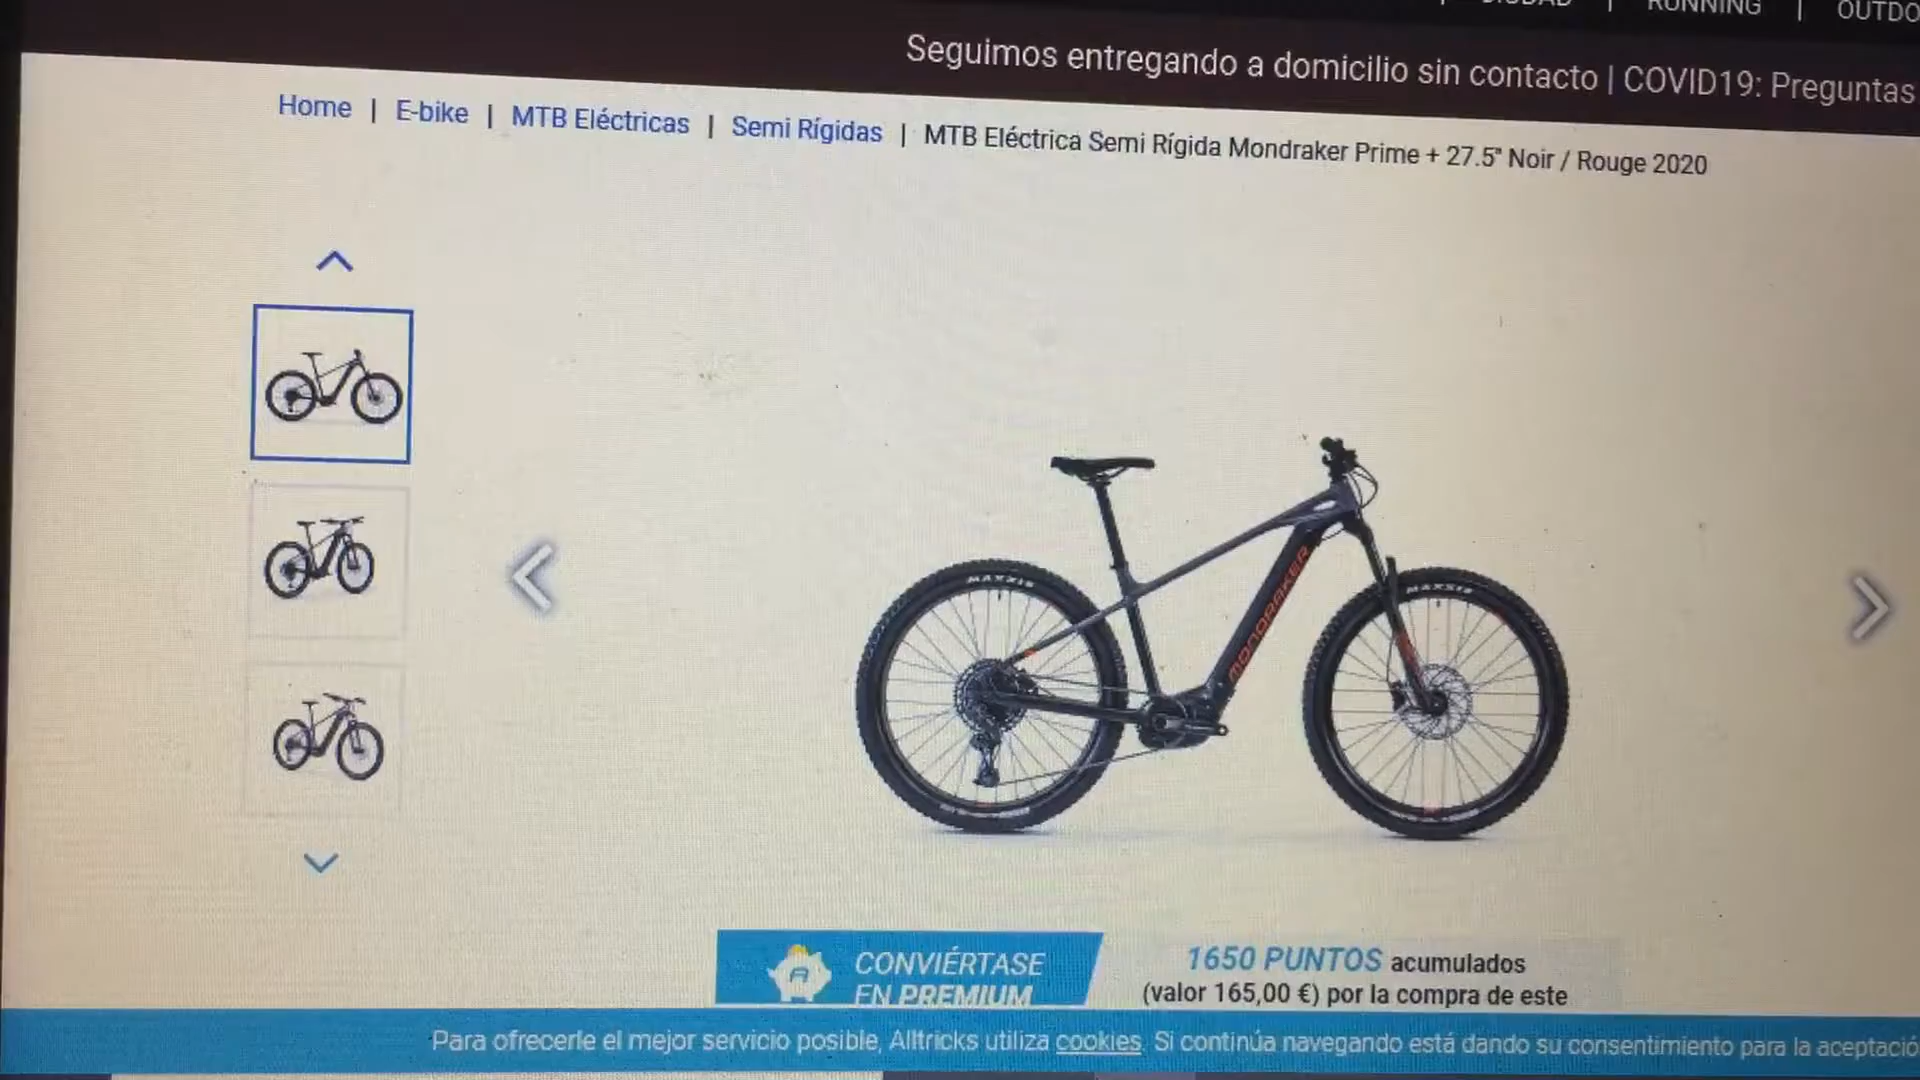 RUNNING |
Seguimos entregando a domicilio sin contacto | COVID19: Preguntas
Home | E-bike | MTB Eléctricas | Semi Rígidas | MTB Eléctrica Semi Rígida Mondraker Prime + 27.5" Noir / Rouge 2020
MAXXIS
MAXXIS
MONDRAKER
CONVIÉRTASE
EN PREMIUM
1650 PUNTOS acumulados
(valor 165,00 €) por la compra de este
Para ofrecerle el mejor servicio posible, Alltricks utiliza cookies. Si continúa navegando está dando su consentimiento para la